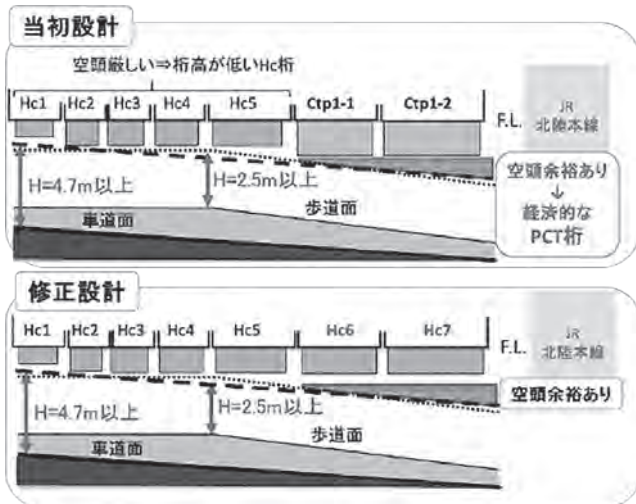 当初設計
空頭厳しい⇒桁高が低いHc桁
Hc1 Hc2 Hc3 Hc4 Hc5 Ctp1-1 Ctp1-2
F.L.
JR
北陸本線
H=4.7m以上
H=2.5m以上
車道面
歩道面
空頭余裕あり
↓
経済的な
PCT桁
修正設計
Hc1 Hc2 Hc3 Hc4 Hc5 Hc6 Hc7
F.L.
JR
北陸本線
H=4.7m以上
H=2.5m以上
車道面
歩道面
空頭余裕あり